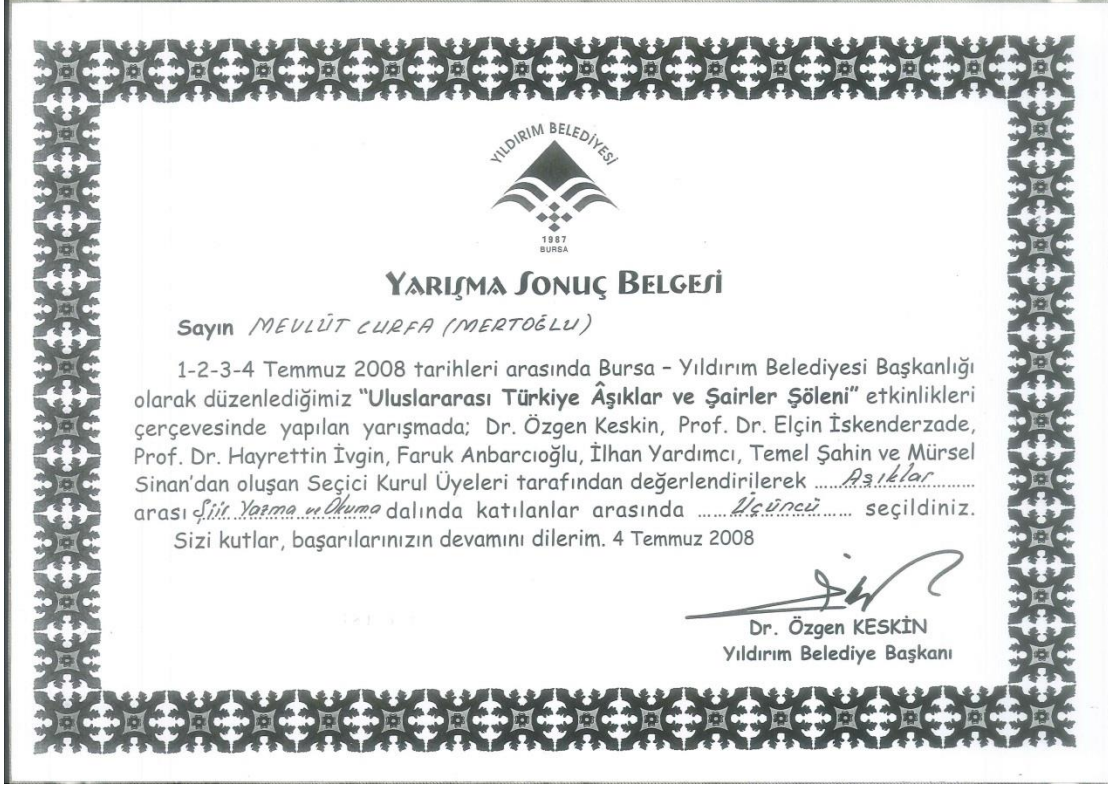 YILDIRIM BELEDİYESİ
1987
BURSA
YARIŞMA SONUÇ BELGESİ
Sayın MEVLÜT CURFA (MERTOĞLU)
1-2-3-4 Temmuz 2008 tarihleri arasında Bursa – Yıldırım Belediyesi Başkanlığı
olarak düzenlediğimiz "Uluslararası Türkiye Âşıklar ve Şairler Şöleni" etkinlikleri
çerçevesinde yapılan yarışmada; Dr. Özgen Keskin, Prof. Dr. Elçin İskenderzade,
Prof. Dr. Hayrettin İvgin, Faruk Anbarcıoğlu, İlhan Yardımcı, Temel Şahin ve Mürsel
Sinan'dan oluşan Seçici Kurul Üyeleri tarafından değerlendirilerek ......Aşıklar......
arası Şiir Yazma ve Okuma dalında katılanlar arasında ......Üçüncü...... seçildiniz.
Sizi kutlar, başarılarınızın devamını dilerim. 4 Temmuz 2008
Dr. Özgen KESKİN
Yıldırım Belediye Başkanı